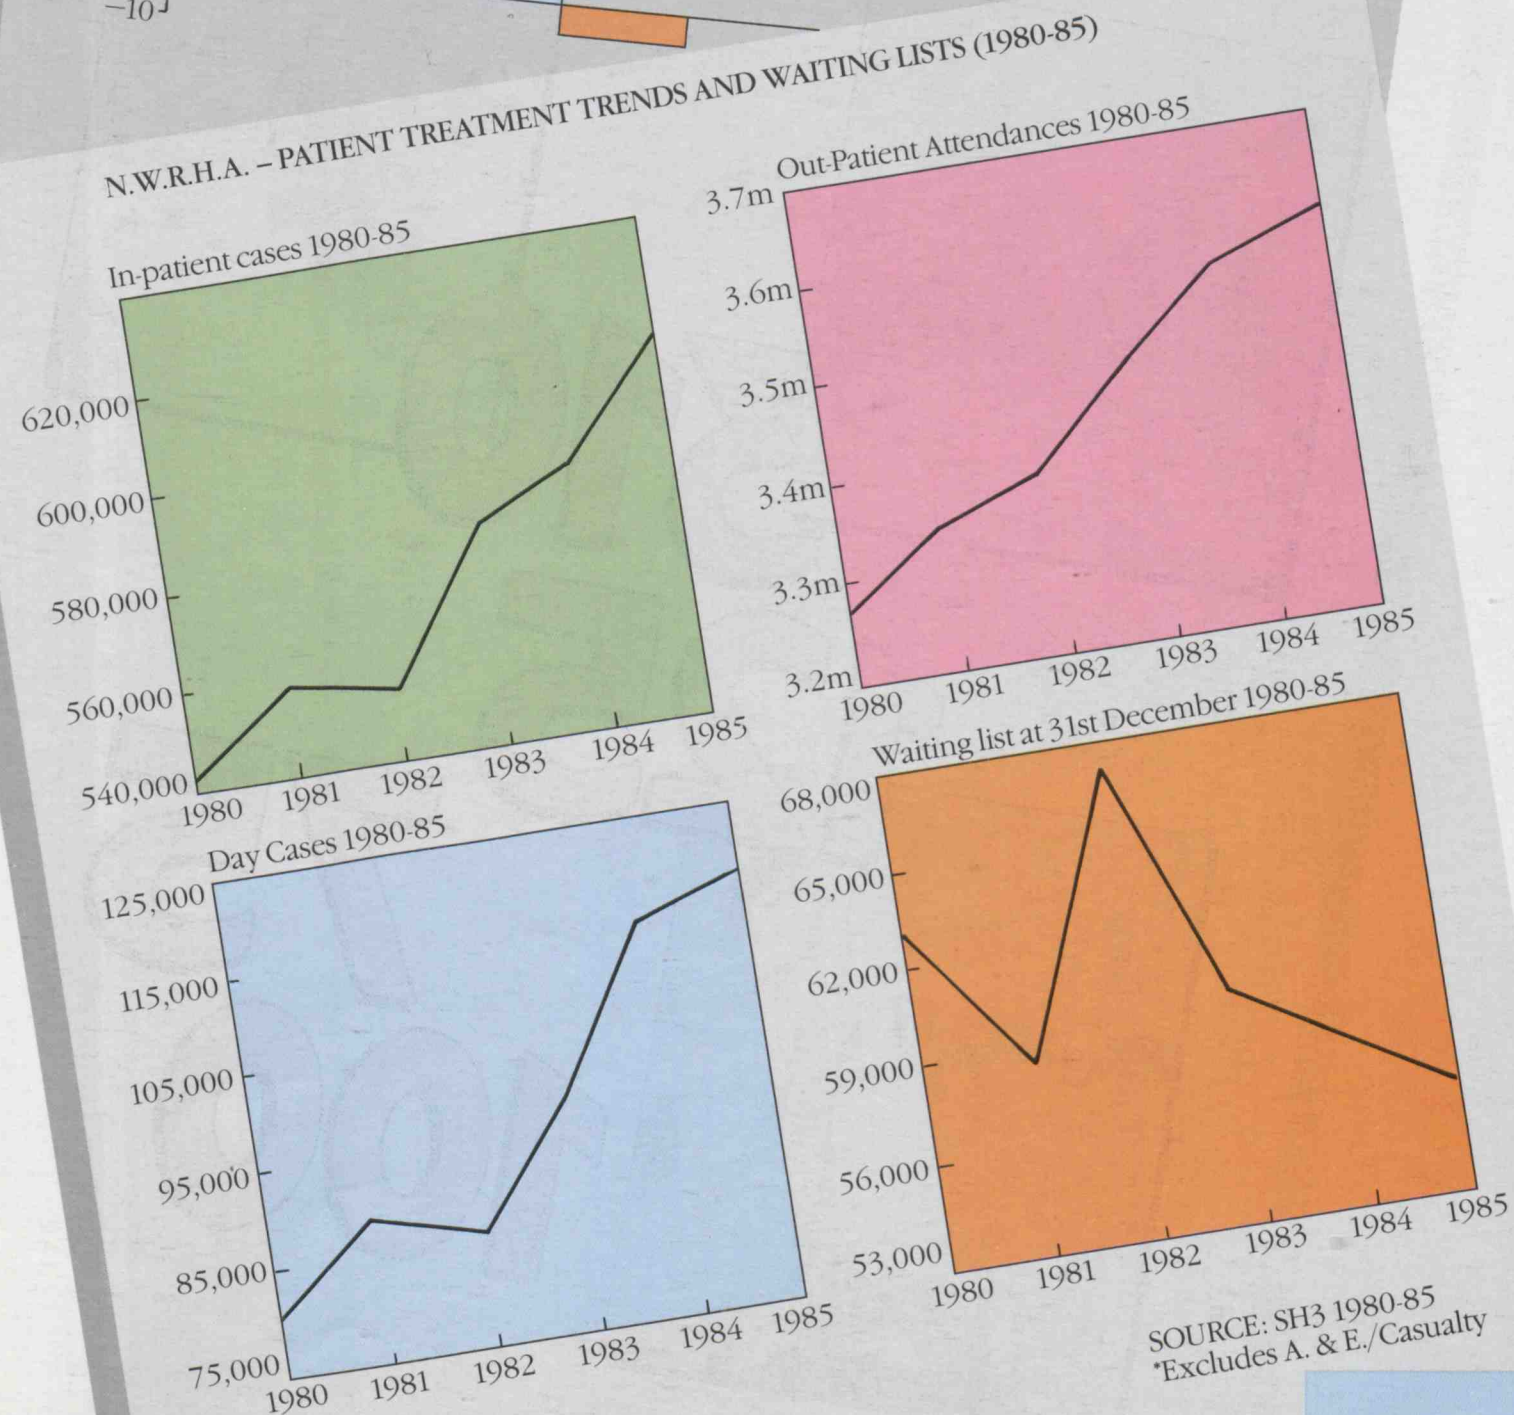 –10
N.W.R.H.A. – PATIENT TREATMENT TRENDS AND WAITING LISTS (1980-85)
In-patient cases 1980-85
620,000
600,000
580,000
560,000
540,000
1980 1981 1982 1983 1984 1985
Out-Patient Attendances 1980-85
3.7m
3.6m
3.5m
3.4m
3.3m
3.2m
1980 1981 1982 1983 1984 1985
Day Cases 1980-85
125,000
115,000
105,000
95,000
85,000
75,000
1980 1981 1982 1983 1984 1985
Waiting list at 31st December 1980-85
68,000
65,000
62,000
59,000
56,000
53,000
1980 1981 1982 1983 1984 1985
SOURCE: SH3 1980-85
*Excludes A. & E./Casualty